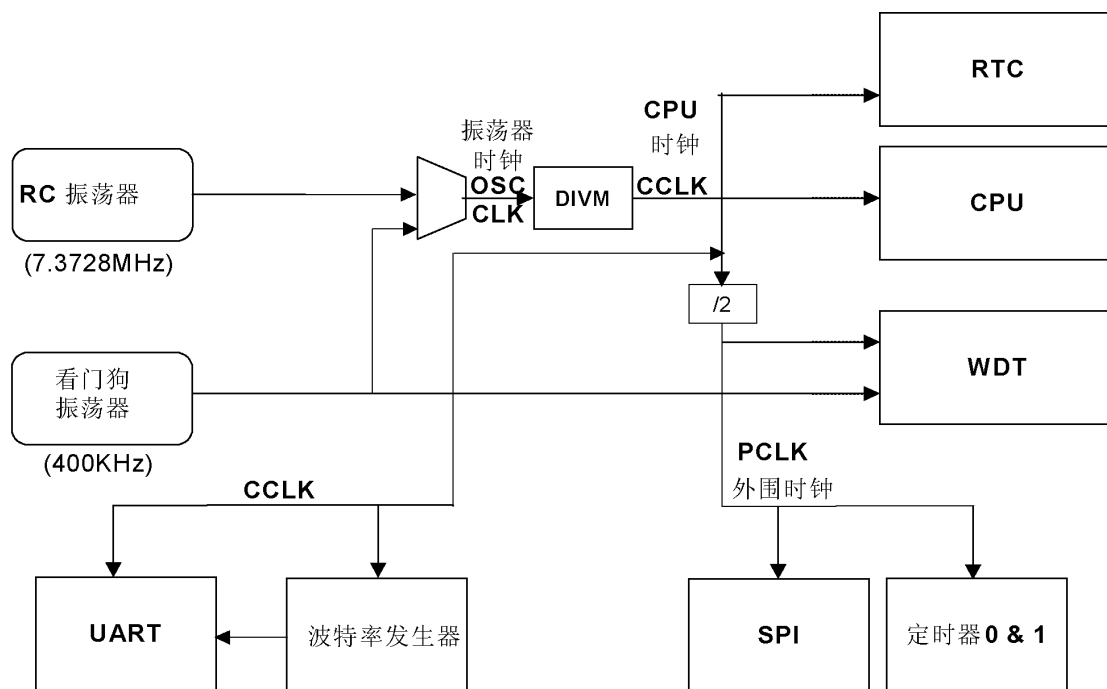 RTC
CPU
时钟
振荡器
时钟
RC 振荡器
OSC
CLK
DIVM
CCLK
CPU
(7.3728MHz)
/2
看门狗
振荡器
WDT
(400KHz)
PCLK
外围时钟
CCLK
UART
波特率发生器
SPI
定时器0 & 1